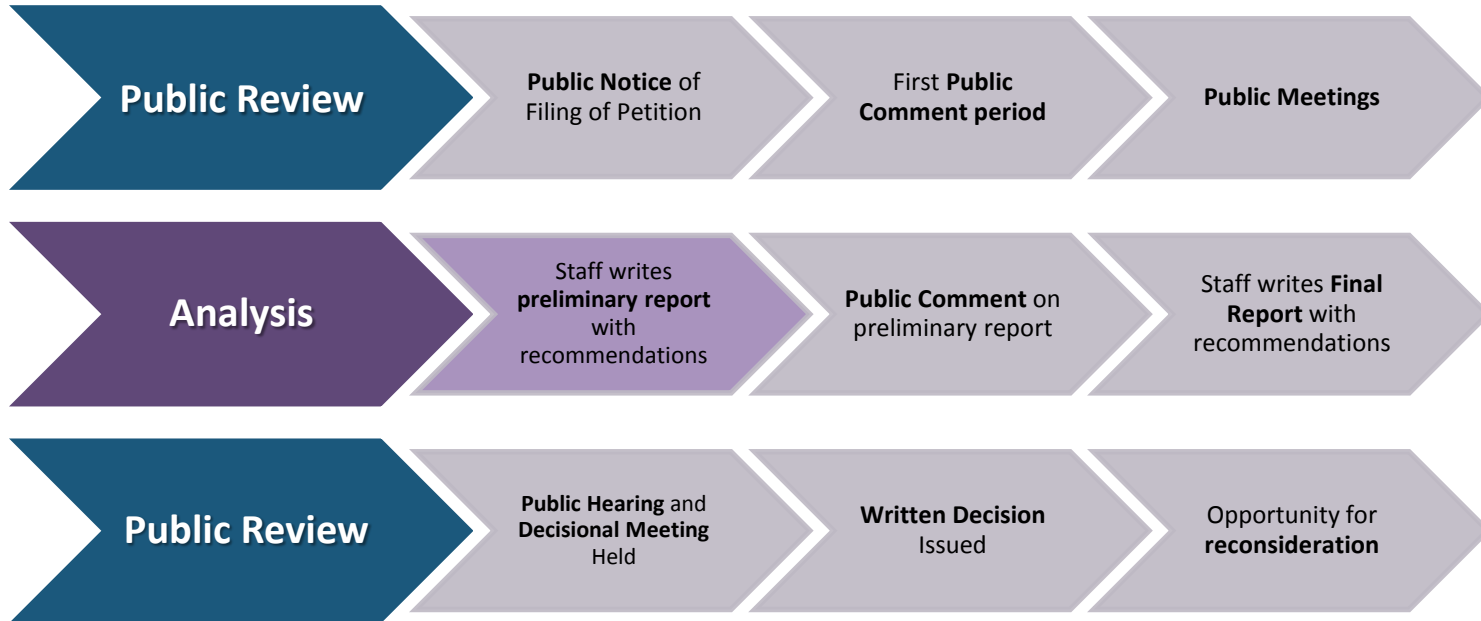 Public Review
Public Notice of
Filing of Petition
First Public
Comment period
Public Meetings
Analysis
Staff writes
preliminary report
with
recommendations
Public Comment on
preliminary report
Staff writes Final
Report with
recommendations
Public Review
Public Hearing and
Decisional Meeting
Held
Written Decision
Issued
Opportunity for
reconsideration